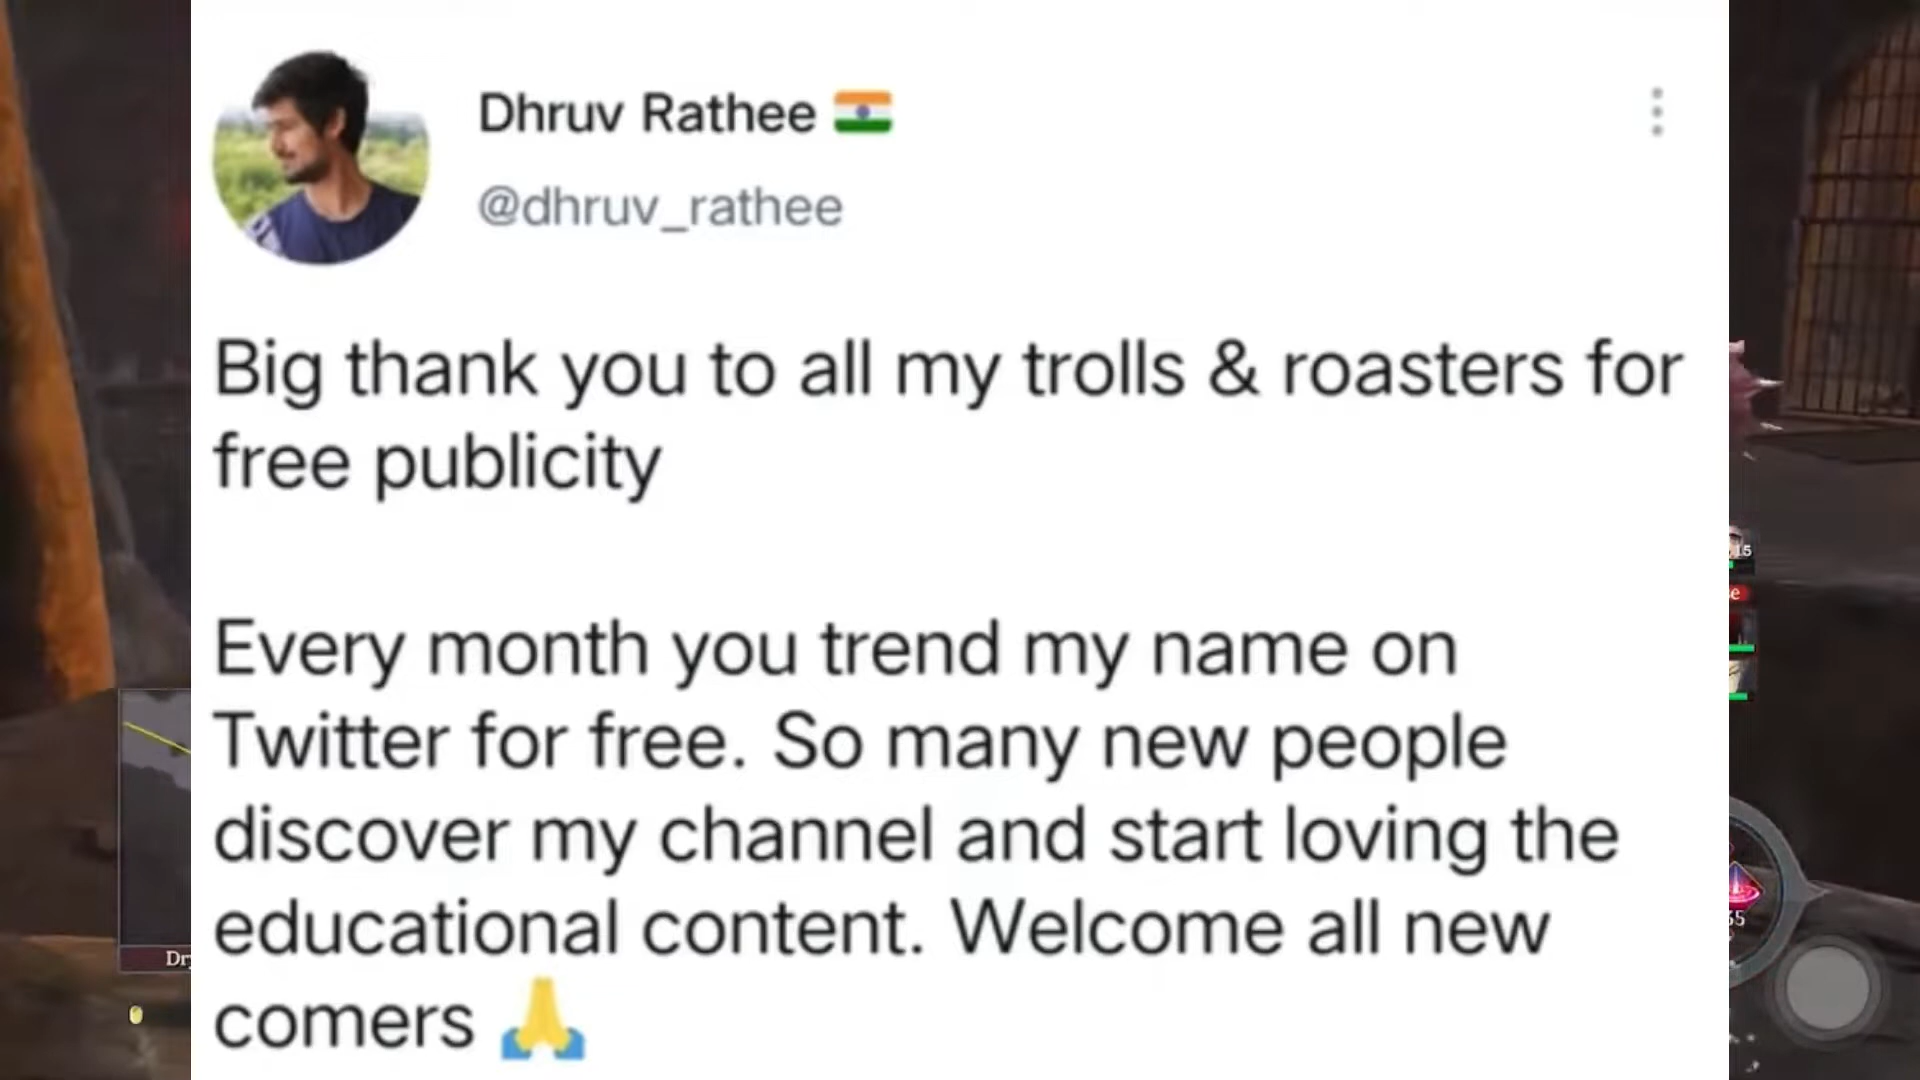 Dhruv Rathee 🇮🇳
@dhruv_rathee
Big thank you to all my trolls & roasters for
free publicity
Every month you trend my name on
Twitter for free. So many new people
discover my channel and start loving the
educational content. Welcome all new
comers 🙏
15